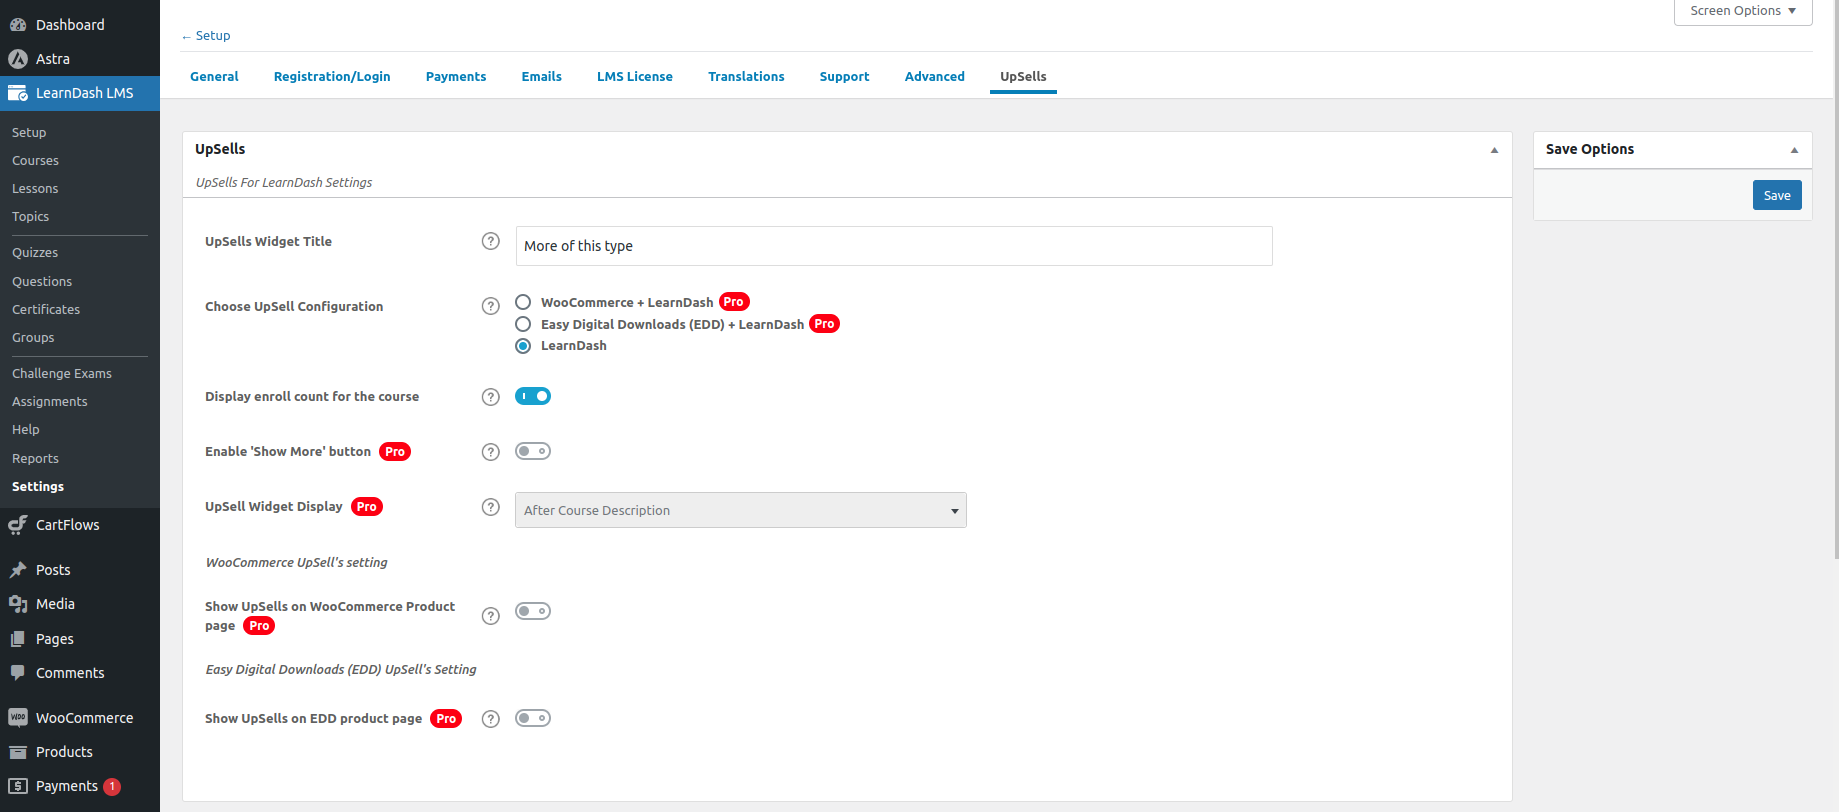 Dashboard
Astra
LearnDash LMS
Setup
Courses
Lessons
Topics
Quizzes
Questions
Certificates
Groups
Challenge Exams
Assignments
Help
Reports
Settings
CartFlows
Posts
Media
Pages
Comments
WOO WooCommerce
Products
Payments 1
Screen Options ▼
← Setup
General Registration/Login Payments Emails LMS License Translations Support Advanced UpSells
UpSells
UpSells For LearnDash Settings
UpSells Widget Title ? More of this type
Choose UpSell Configuration ? WooCommerce + LearnDash Pro
Easy Digital Downloads (EDD) + LearnDash Pro
LearnDash
Display enroll count for the course ?
Enable 'Show More' button Pro ?
UpSell Widget Display Pro ? After Course Description
WooCommerce UpSell's setting
Show UpSells on WooCommerce Product
page Pro ?
Easy Digital Downloads (EDD) UpSell's Setting
Show UpSells on EDD product page Pro ?
Save Options
Save